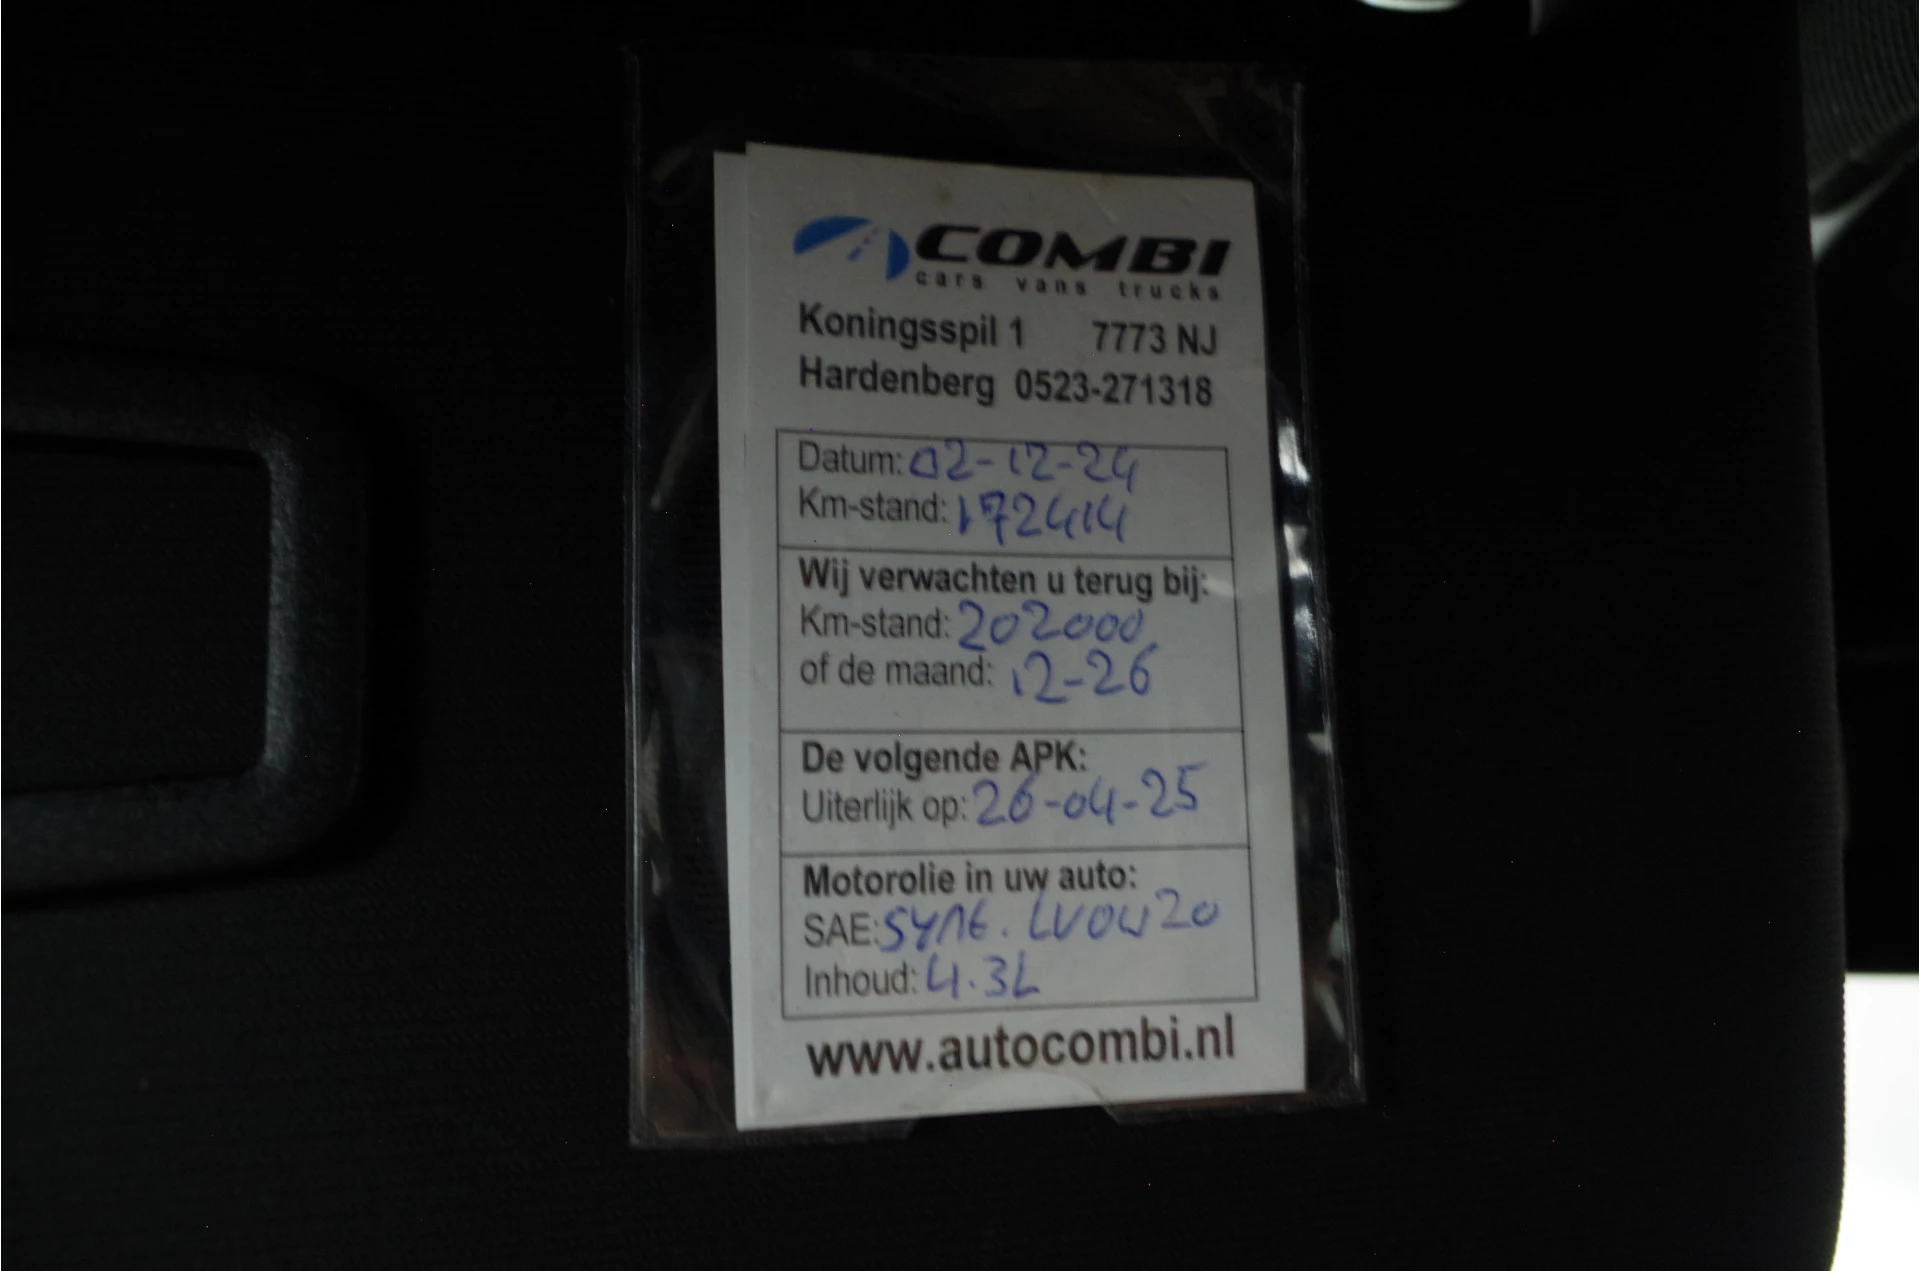 COMBI
cars vans trucks
Koningsspil 1 7773 NJ
Hardenberg 0523-271318
Datum: 02-12-24
Km-stand: 172414
Wij verwachten u terug bij:
Km-stand: 202000
of de maand: 12-26
De volgende APK:
Uiterlijk op: 26-04-25
Motorolie in uw auto:
SAE: SYNt. LV0W20
Inhoud: 4.3L
www.autocombi.nl